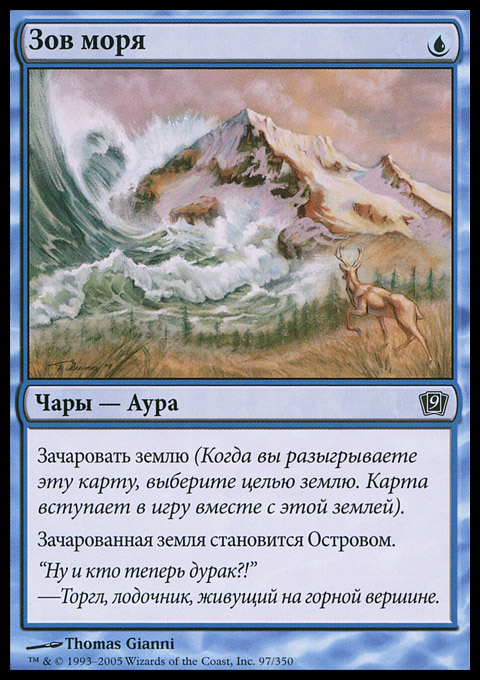 Зов моря
Чары — Аура
9
Зачаровать землю (Когда вы разыгрываете
эту карту, выберите целью землю. Карта
вступает в игру вместе с этой землей).
Зачарованная земля становится Островом.
“Ну и кто теперь дурак?!”
—Торгл, лодочник, живущий на горной вершине.
Thomas Gianni
™ & © 1993–2005 Wizards of the Coast, Inc. 97/350